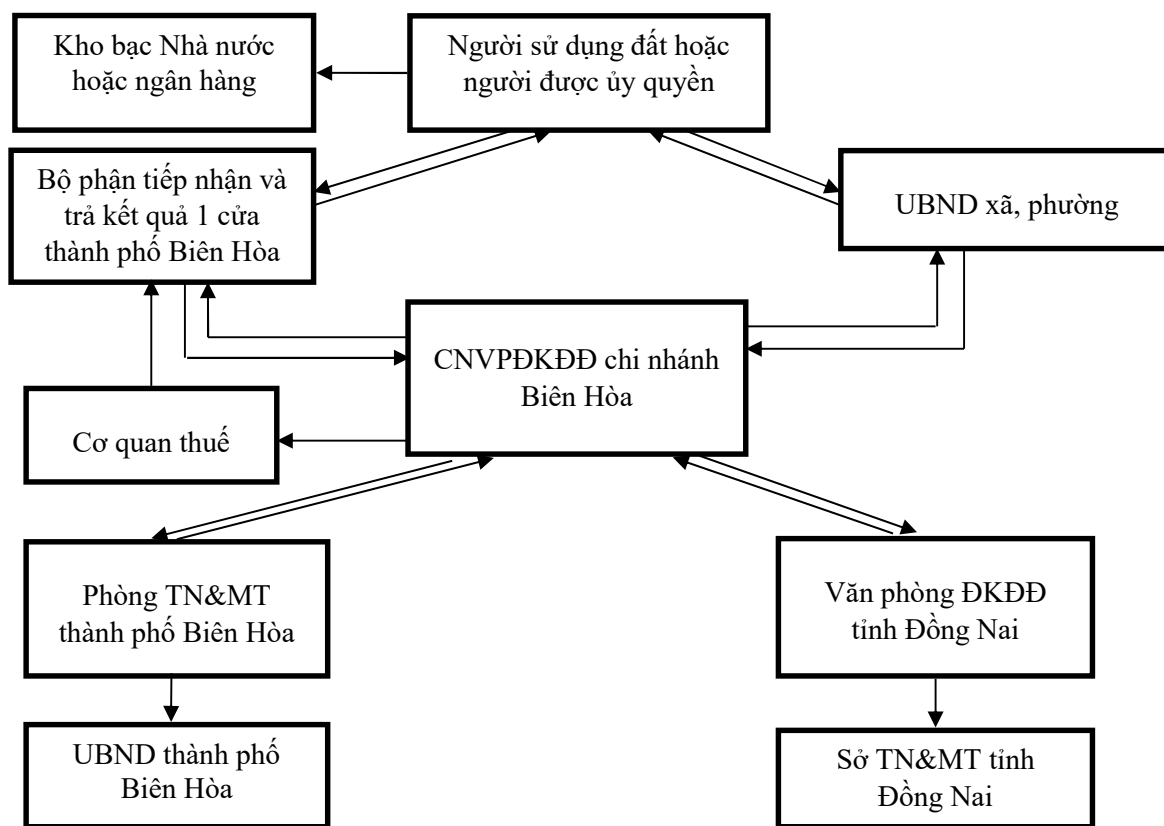 Kho bạc Nhà nước
hoặc ngân hàng
Người sử dụng đất hoặc
người được ủy quyền
Bộ phận tiếp nhận và
trả kết quả 1 cửa
thành phố Biên Hòa
UBND xã, phường
CNVPĐKĐĐ chi nhánh
Biên Hòa
Cơ quan thuế
Phòng TN&MT
thành phố Biên Hòa
Văn phòng ĐKĐĐ
tỉnh Đồng Nai
UBND thành phố
Biên Hòa
Sở TN&MT tỉnh
Đồng Nai